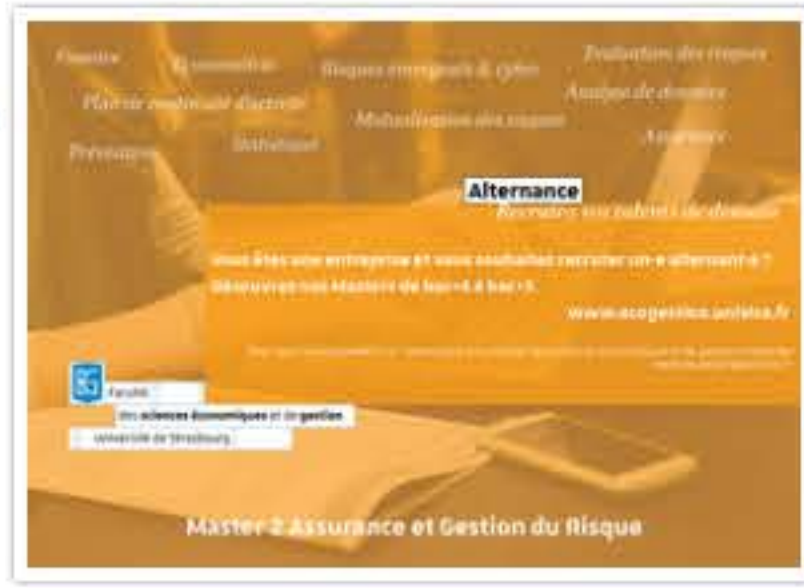 Finance
Econométrie
Risques émergents & cyber
Evaluation des risques
Plan de continuité d'activité
Analyse de données
Mutualisation des risques
Prévention
Statistique
Assurance
Alternance
Recrutez vos talents de demain
Vous êtes une entreprise et vous souhaitez recruter un·e alternant·e ?
Découvrez nos Masters de bac+4 à bac+5.
www.ecogestion.unistra.fr
Faculté
des sciences économiques et de gestion
Université de Strasbourg
Master 2 Assurance et Gestion du Risque